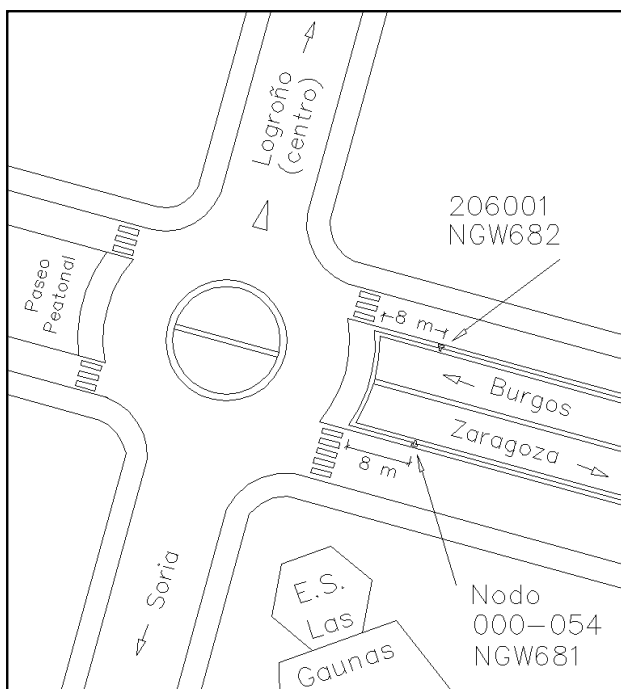 Logroño
(centro)
206001
NGW682
Paseo
Peatonal
8 m
Burgos
Zaragoza
8 m
Soria
E.S.
Las
Gaunas
Nodo
000-054
NGW681